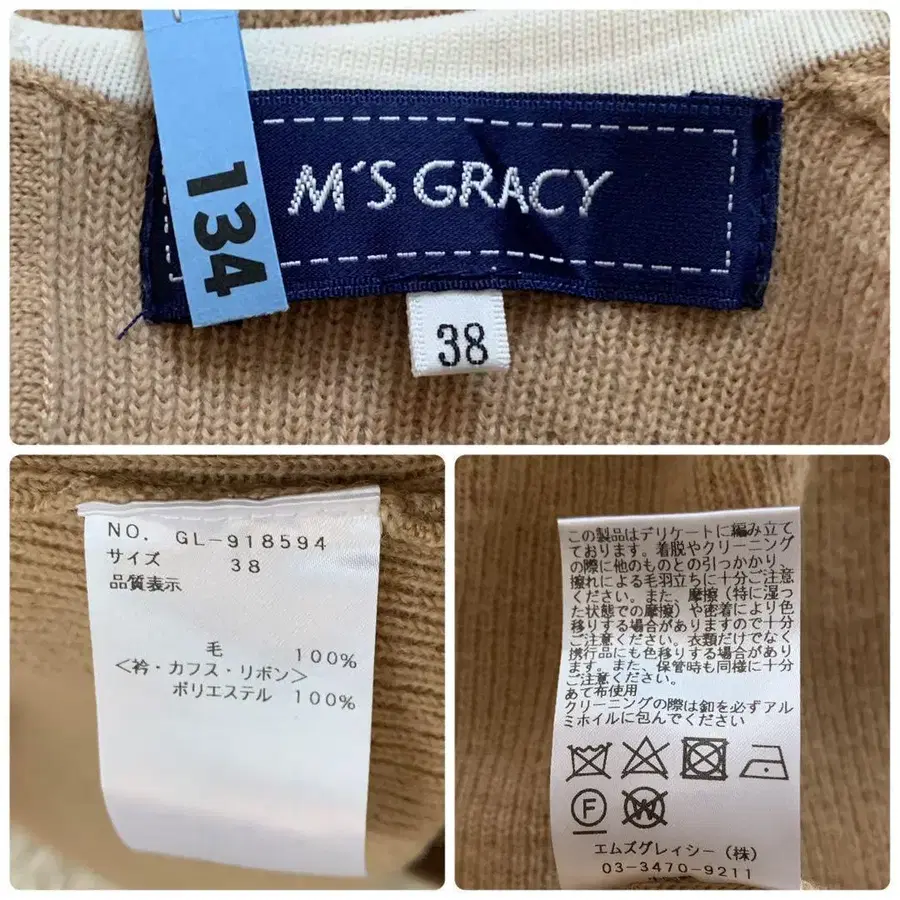 134
M'S GRACY
38
NO. GL-918594
サイズ 38
品質表示
毛 100%
<衿・カフス・リボン>
ポリエステル 100%
この製品はデリケートに編み立て
ております。着脱やクリーニング
の際に他のものとの引っかかり、
擦れによる毛羽立ちに十分ご注意
ください。また、摩擦(特に湿っ
た状態での摩擦)や密着により色
移りする場合がありますので十分
ご注意ください。衣類だけでなく
携行品にも色移りする場合があり
ます。また、保管時も同様に十分
ご注意ください。
あて布使用
クリーニングの際は釦を必ずアル
ミホイルに包んでください
F
W
エムズグレイシー(株)
03-3470-9211